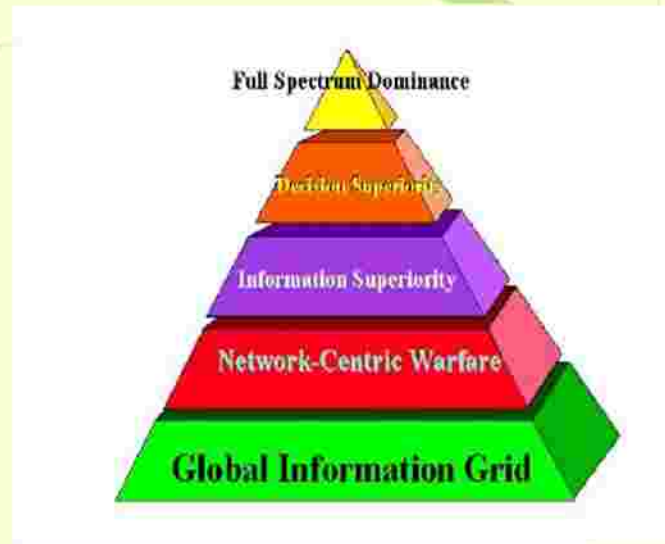 Full Spectrum Dominance
Decision Superiority
Information Superiority
Network-Centric Warfare
Global Information Grid